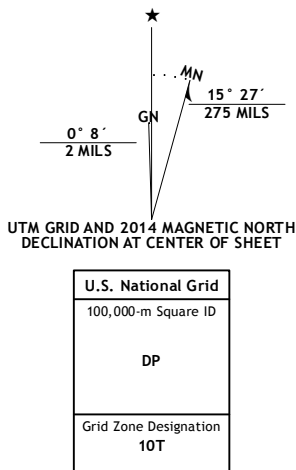 ★
MN
GN
15° 27´
275 MILS
0° 8´
2 MILS
UTM GRID AND 2014 MAGNETIC NORTH
DECLINATION AT CENTER OF SHEET
U.S. National Grid
100,000-m Square ID
DP
Grid Zone Designation
10T